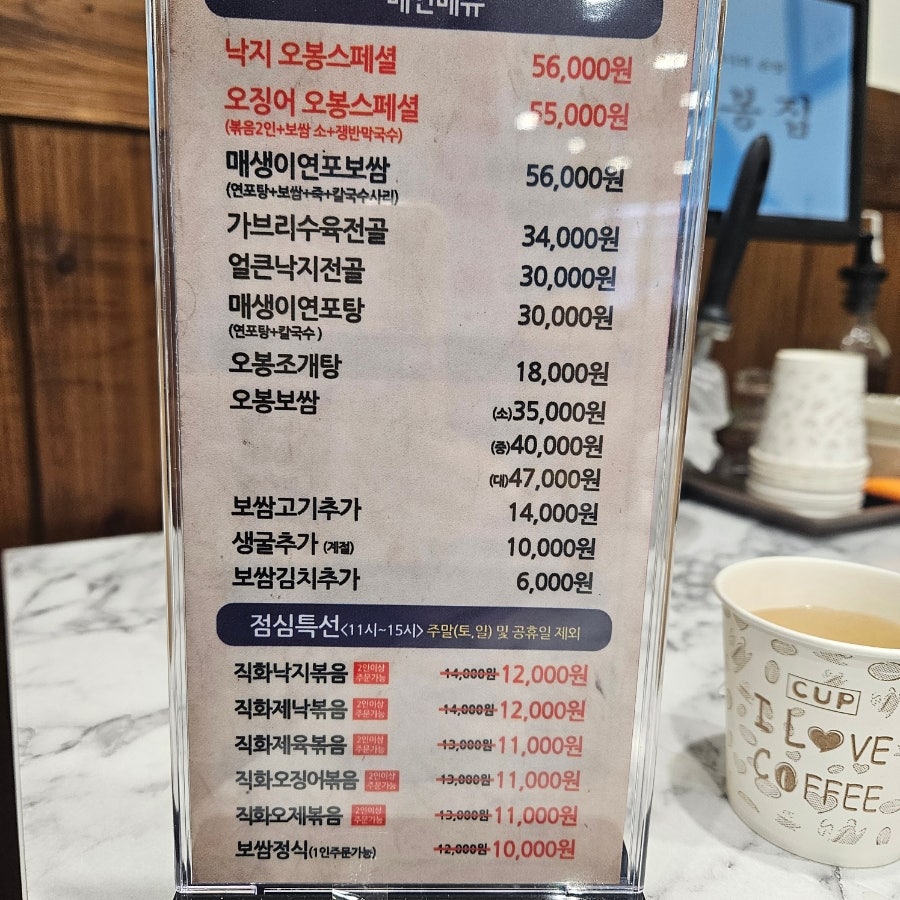 메인메뉴
낙지 오봉스페셜 56,000원
오징어 오봉스페셜 55,000원
(볶음2인+보쌈 소+쟁반막국수)
매생이연포보쌈 56,000원
(연포탕+보쌈+죽+칼국수사리)
가브리수육전골 34,000원
얼큰낙지전골 30,000원
매생이연포탕 30,000원
(연포탕+칼국수)
오봉조개탕 18,000원
오봉보쌈 (소)35,000원
(중)40,000원
(대)47,000원
보쌈고기추가 14,000원
생굴추가 (계절) 10,000원
보쌈김치추가 6,000원
점심특선<11시~15시> 주말(토,일) 및 공휴일 제외
직화낙지볶음 2인이상 주문가능 14,000원 12,000원
직화제낙볶음 2인이상 주문가능 14,000원 12,000원
직화제육볶음 2인이상 주문가능 13,000원 11,000원
직화오징어볶음 2인이상 주문가능 13,000원 11,000원
직화오제볶음 2인이상 주문가능 13,000원 11,000원
보쌈정식(1인주문가능) 12,000원 10,000원
봉집
CUP
I LOVE
COFFEE